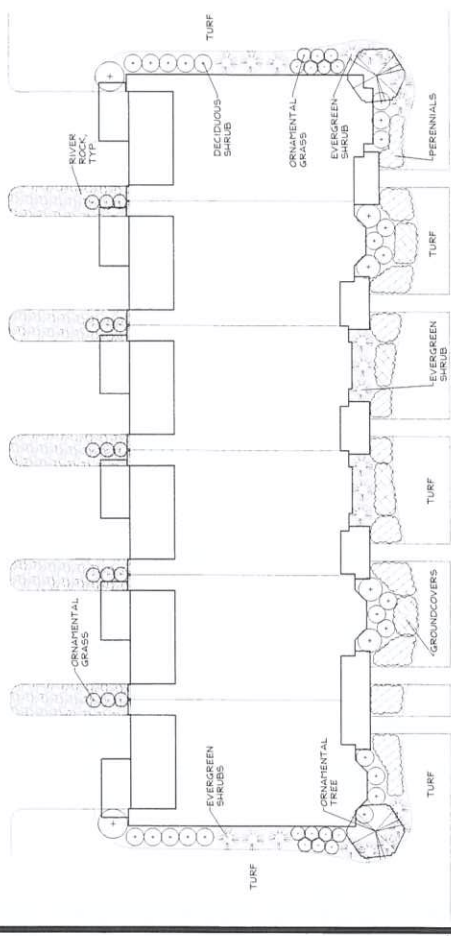 TURF
RIVER
ROCK,
TYP.
DECIDUOUS
SHRUB
ORNAMENTAL
GRASS
EVERGREEN
SHRUB
PERENNIALS
TURF
EVERGREEN
SHRUB
TURF
GROUNDCOVERS
ORNAMENTAL
GRASS
EVERGREEN
SHRUBS
ORNAMENTAL
TREE
TURF
TURF